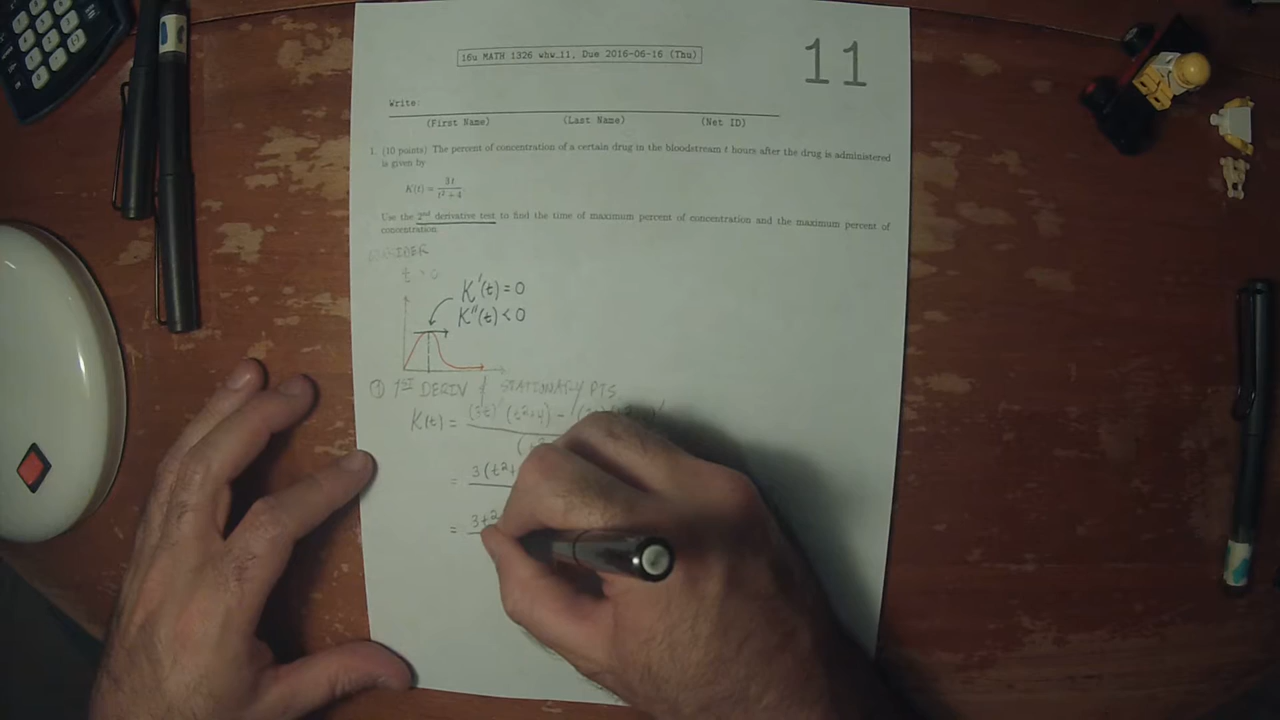 16u MATH 1326 whw_11, Due 2016-06-16 (Thu)
11
Write:
(First Name) (Last Name) (Net ID)
1. (10 points) The percent of concentration of a certain drug in the bloodstream t hours after the drug is administered
is given by
K(t) = 3t / t² + 4
Use the 2nd derivative test to find the time of maximum percent of concentration and the maximum percent of
concentration.
t > 0
K'(t) = 0
K''(t) < 0
① 1ST DERIV & STATIONARY PTS
K'(t) = (3t)' (t²+4) -
= 3(t²+
= 3t²